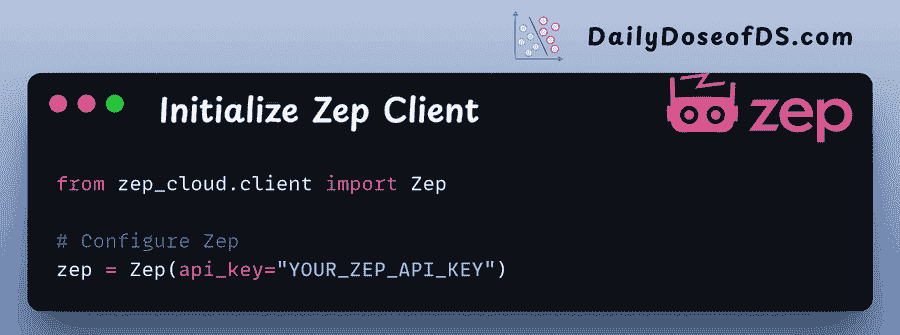 DailyDoseofDS.com
Initialize Zep Client
zep
from zep_cloud.client import Zep
# Configure Zep
zep = Zep(api_key="YOUR_ZEP_API_KEY")